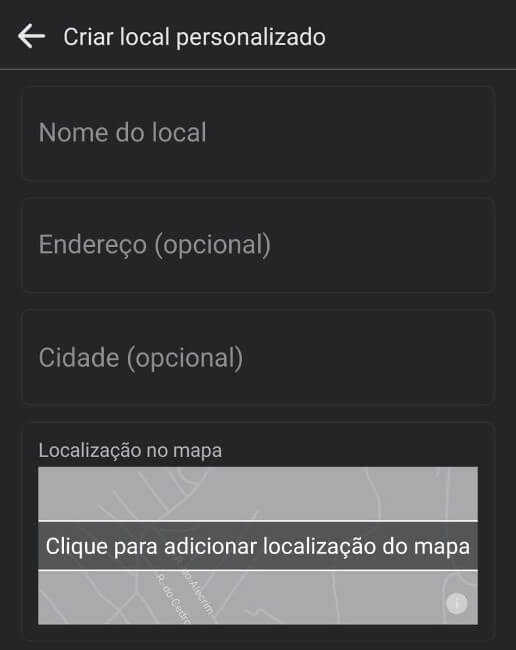 Criar local personalizado
Nome do local
Endereço (opcional)
Cidade (opcional)
Localização no mapa
Clique para adicionar localização do mapa
R. do Alecrim
R. do Cedro